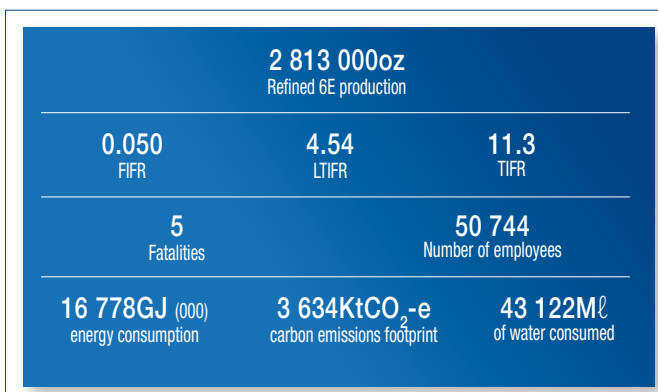 2 813 000oz
Refined 6E production
0.050 4.54 11.3
FIFR LTIFR TIFR
5 50 744
Fatalities Number of employees
16 778GJ (000) 3 634KtCO₂-e 43 122Mℓ
energy consumption carbon emissions footprint of water consumed